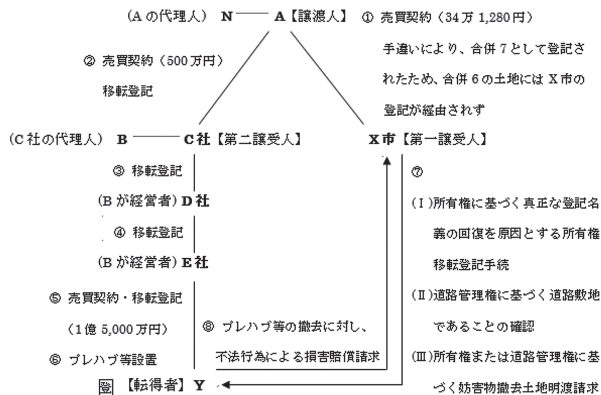 (Aの代理人) N A【譲渡人】 ① 売買契約（34万1,280円）
手違いにより、合併7として登記さ
② 売買契約（500万円）
れたため、合併6の土地にはX市の
移転登記
登記が経由されず
(C社の代理人) B C社【第二譲受人】 X市【第一譲受人】
③ 移転登記
⑦
(Bが経営者) D社
(Ⅰ)所有権に基づく真正な登記名
④ 移転登記
義の回復を原因とする所有権
(Bが経営者) E社
移転登記手続
⑤ 売買契約・移転登記
(Ⅱ)道路管理権に基づく道路敷地
（1億5,000万円）
⑧ プレハブ等の撤去に対し、
であることの確認
⑥ プレハブ等設置
不法行為による損害賠償請求
(Ⅲ)所有権または道路管理権に基
登 【転得者】 Y
づく妨害物撤去土地明渡請求